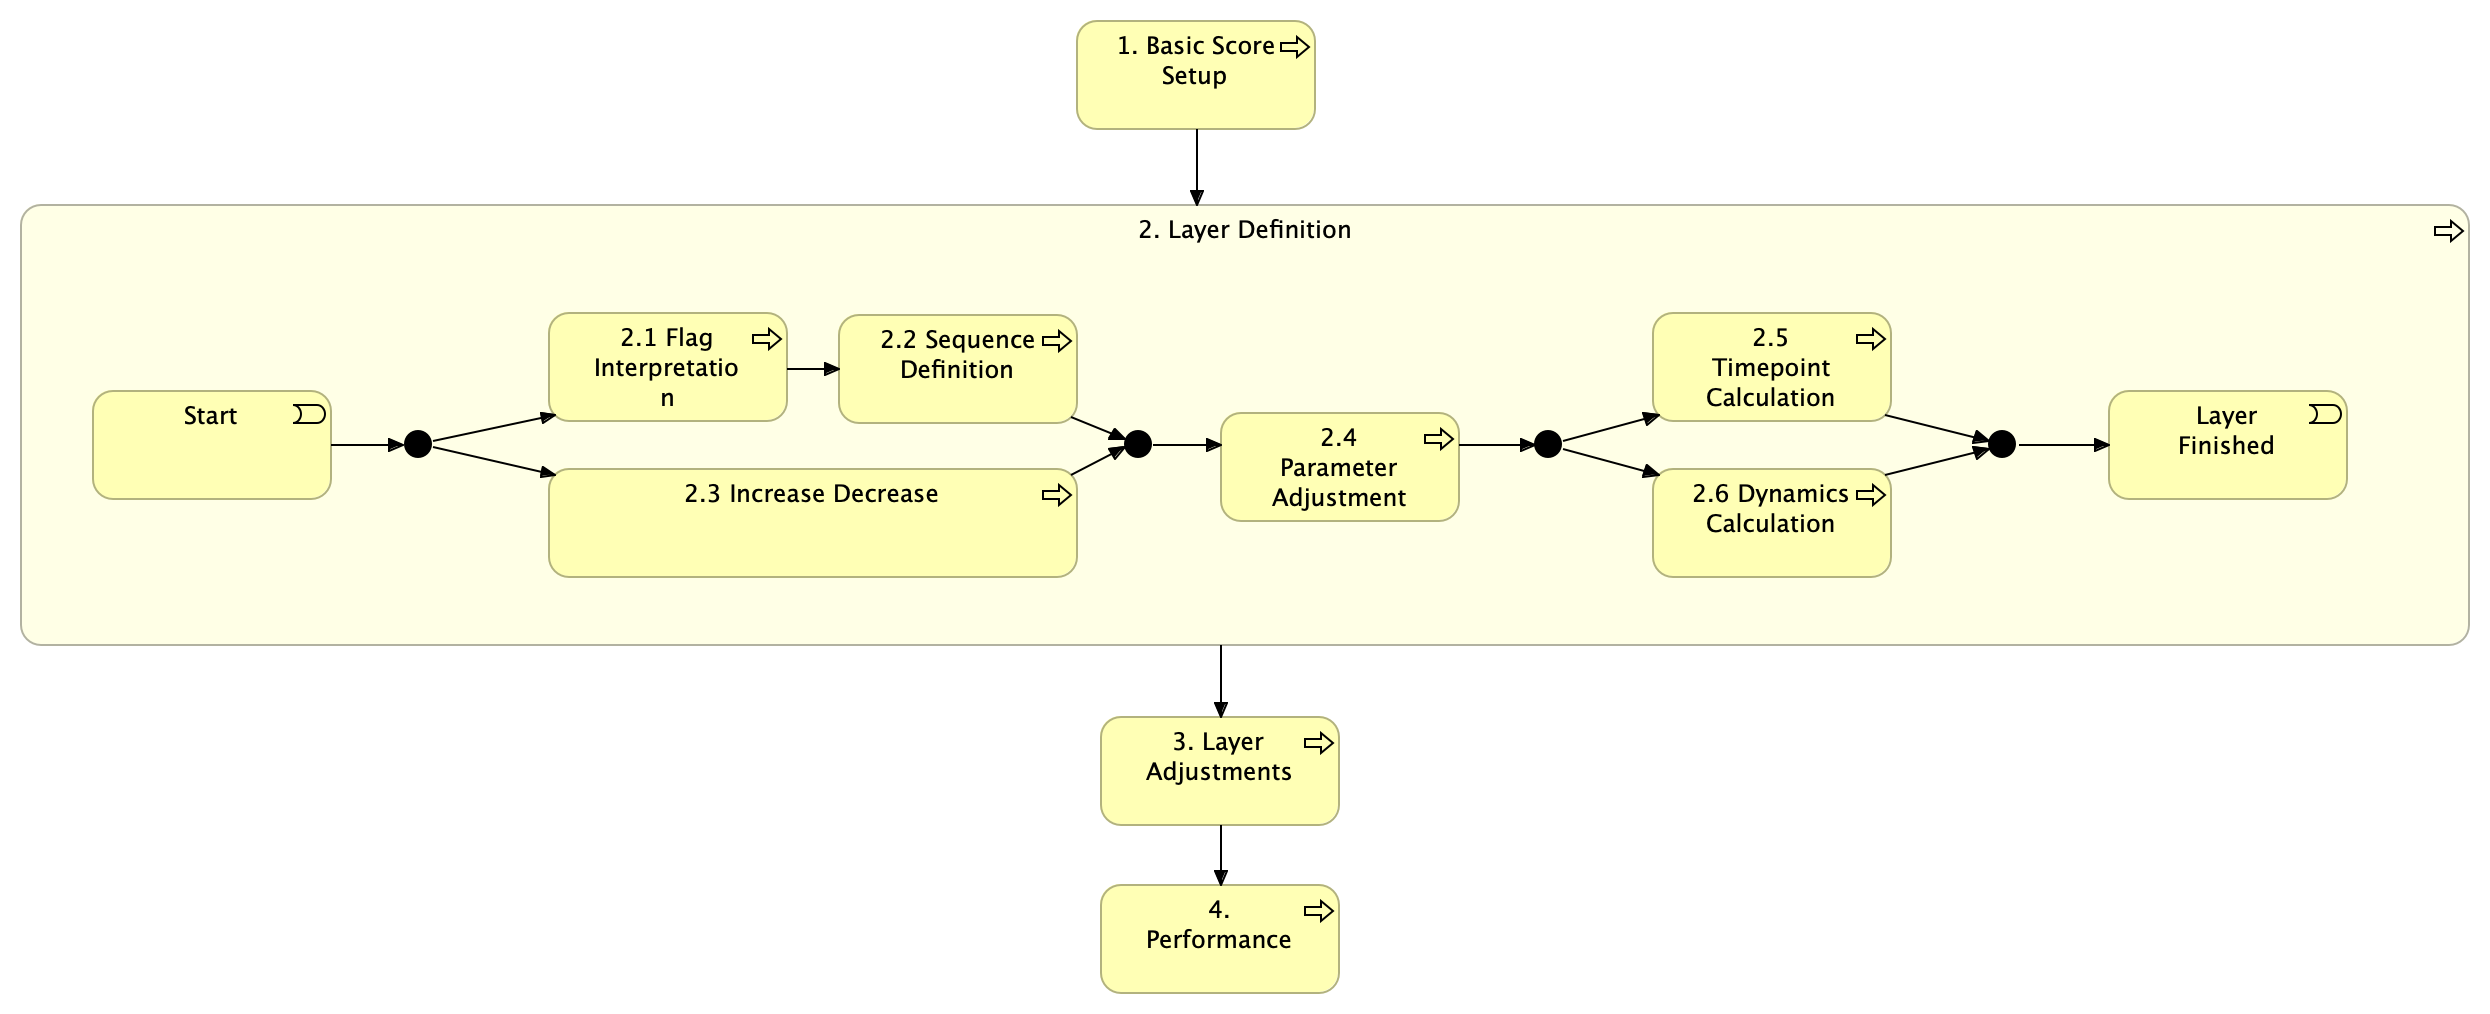 1. Basic Score
Setup
2. Layer Definition
Start
2.1 Flag
Interpretatio
n
2.2 Sequence
Definition
2.3 Increase Decrease
2.4
Parameter
Adjustment
2.5
Timepoint
Calculation
2.6 Dynamics
Calculation
Layer
Finished
3. Layer
Adjustments
4.
Performance